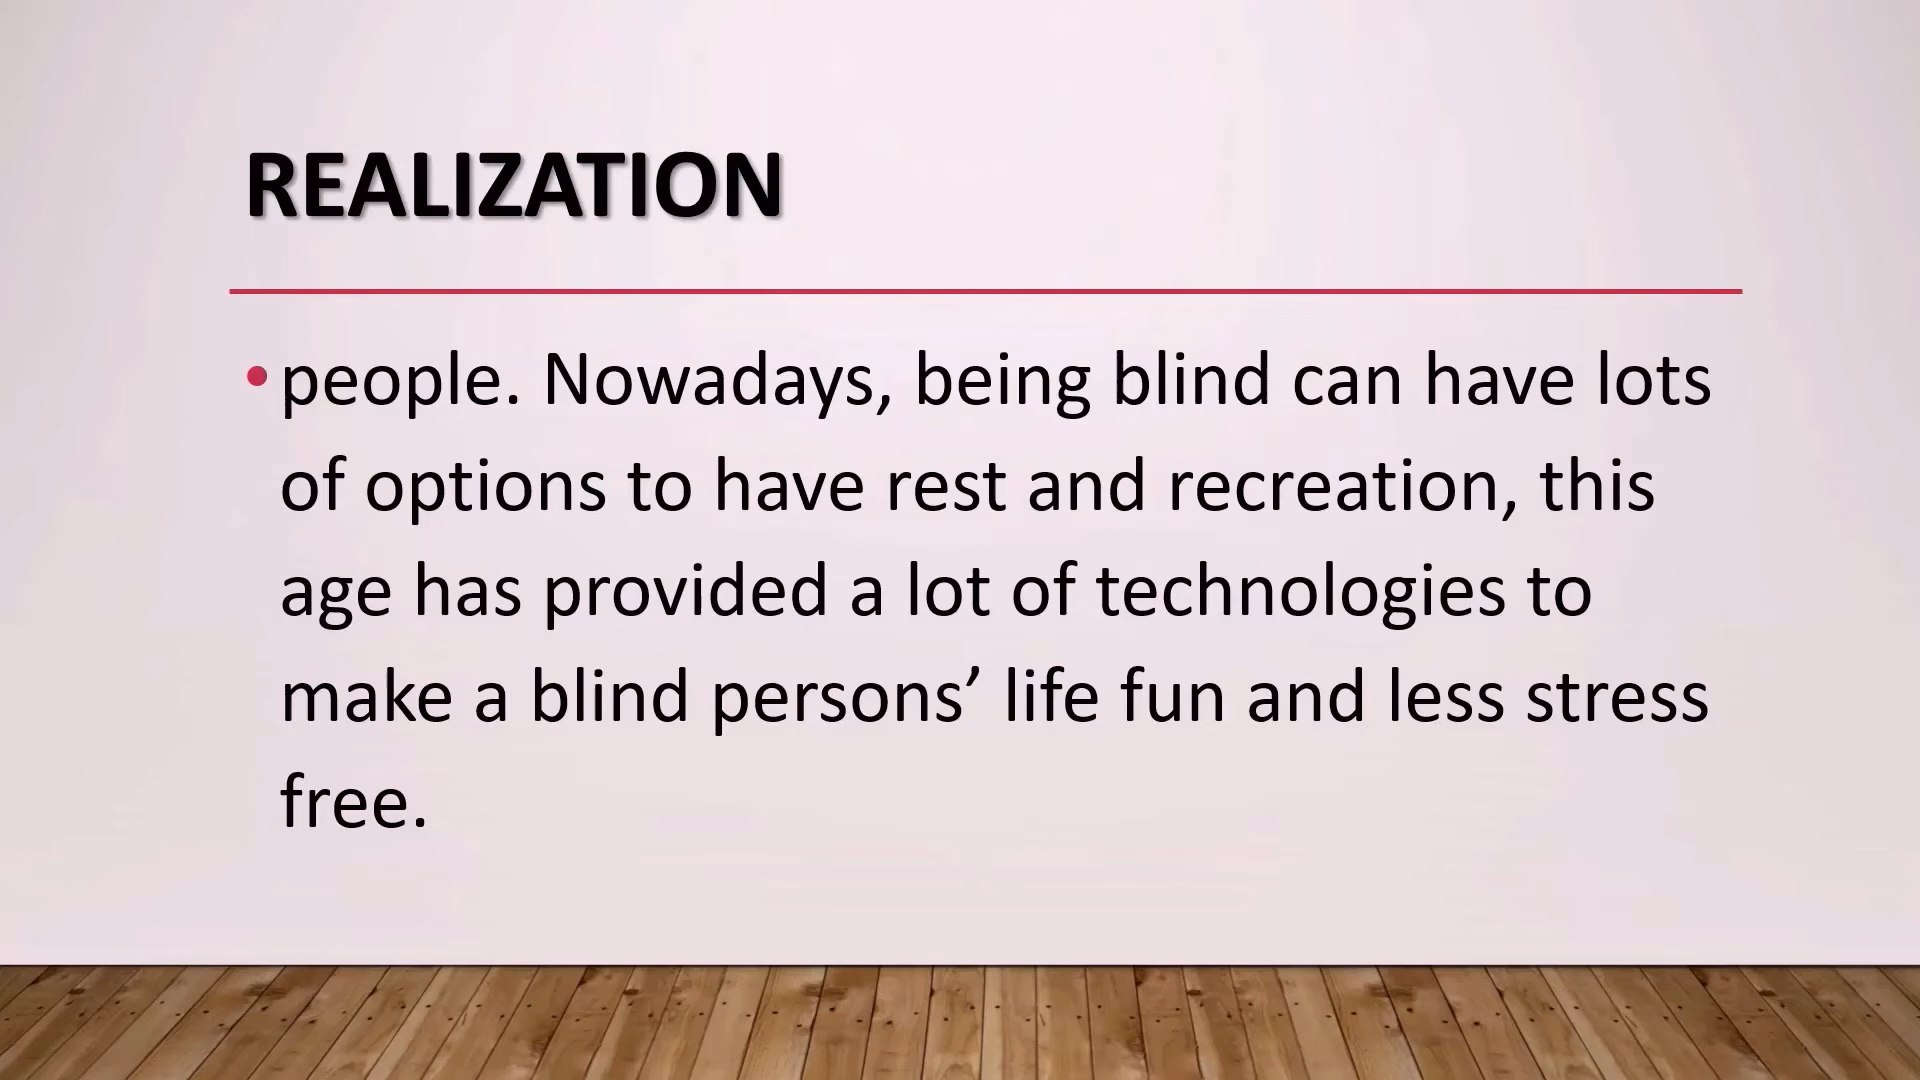 REALIZATION
• people. Nowadays, being blind can have lots
of options to have rest and recreation, this
age has provided a lot of technologies to
make a blind persons’ life fun and less stress
free.